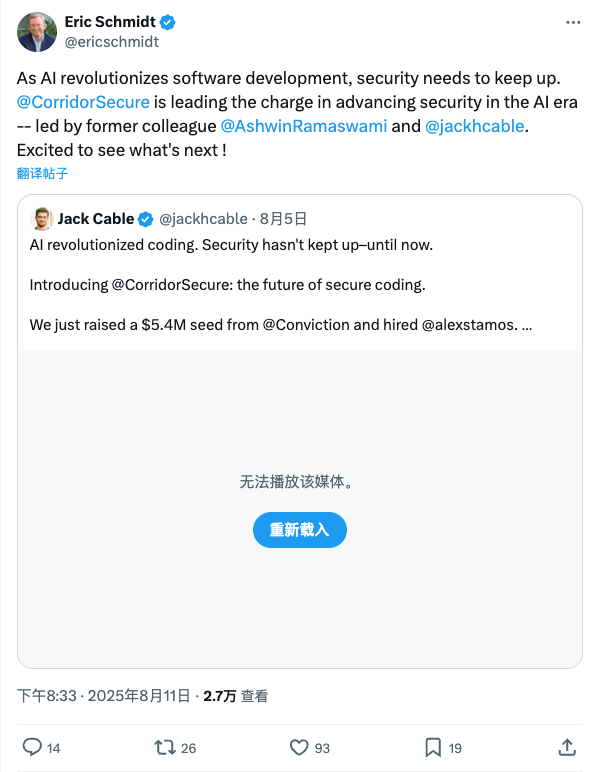 Eric Schmidt
@ericschmidt
As AI revolutionizes software development, security needs to keep up.
@CorridorSecure is leading the charge in advancing security in the AI era
-- led by former colleague @AshwinRamaswami and @jackhcable.
Excited to see what's next !
翻译帖子
Jack Cable @jackhcable · 8月5日
AI revolutionized coding. Security hasn't kept up–until now.
Introducing @CorridorSecure: the future of secure coding.
We just raised a $5.4M seed from @Conviction and hired @alexstamos. ...
无法播放该媒体。
重新载入
下午8:33 · 2025年8月11日 · 2.7万 查看
14 26 93 19